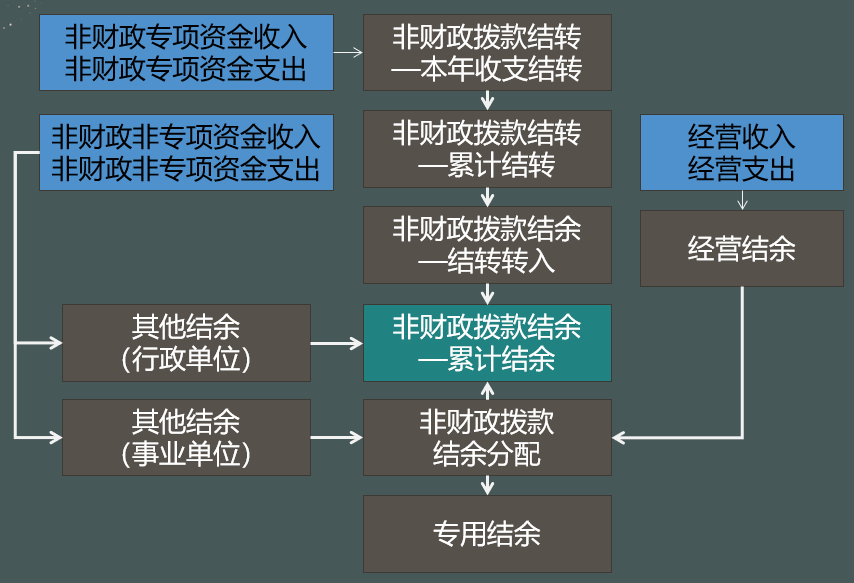 非财政专项资金收入
非财政专项资金支出
非财政拨款结转
—本年收支结转
非财政非专项资金收入
非财政非专项资金支出
非财政拨款结转
—累计结转
经营收入
经营支出
非财政拨款结余
—结转转入
经营结余
其他结余
（行政单位）
非财政拨款结余
—累计结余
其他结余
（事业单位）
非财政拨款
结余分配
专用结余